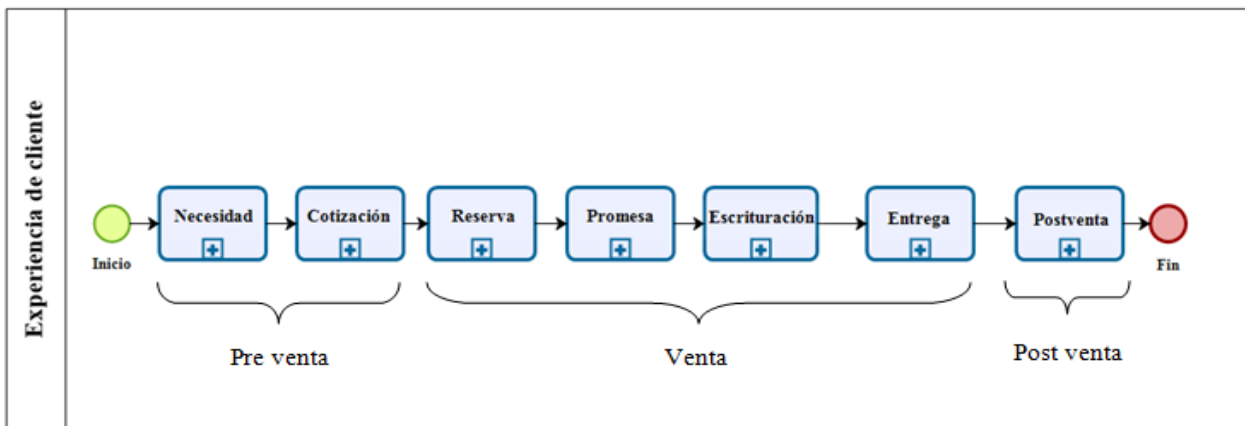 Experiencia de cliente
Inicio
Necesidad
Cotización
Reserva
Promesa
Escrituración
Entrega
Postventa
Fin
Pre venta
Venta
Post venta